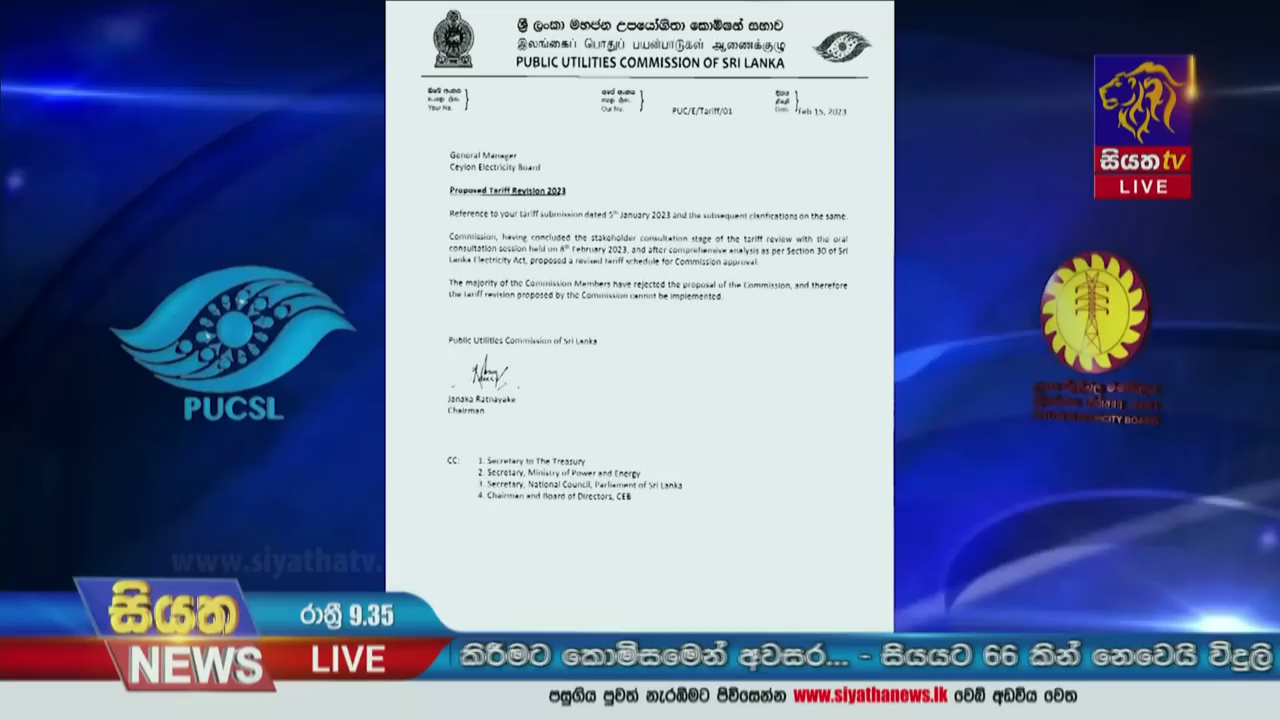 ශ්‍රී ලංකා මහජන උපයෝගිතා කොමිෂන් සභාව
இலங்கைப் பொதுப் பயன்பாடுகள் ஆணைக்குழு
PUBLIC UTILITIES COMMISSION OF SRI LANKA
ඔබේ අංකය
Your No.
අපේ අංකය
Our No.
PUC/E/Tariff/01
දිනය
திகதி
Date
Feb 15, 2023
General Manager
Ceylon Electricity Board
Proposed Tariff Revision 2023
Reference to your tariff submission dated 5th January 2023 and the subsequent clarifications on the same.
Commission, having concluded the stakeholder consultation stage of the tariff review with the oral
consultation session held on 8th February 2023, and after comprehensive analysis as per Section 30 of Sri
Lanka Electricity Act, proposed a revised tariff schedule for Commission approval.
The majority of the Commission Members have rejected the proposal of the Commission, and therefore
the tariff revision proposed by the Commission cannot be implemented.
Public Utilities Commission of Sri Lanka
Janaka Ratnayake
Chairman
CC: 1. Secretary to The Treasury
2. Secretary, Ministry of Power and Energy
3. Secretary, National Council, Parliament of Sri Lanka
4. Chairman and Board of Directors, CEB
PUCSL
සියත tv
LIVE
ELECTRICITY BOARD
www.siyathatv.
සියත
NEWS
රාත්‍රී 9.35
LIVE
කිරීමට කොමිසමෙන් අවසර... - සියයට 66 කින් නෙවෙයි විදුලි
පසුගිය පුවත් නැරඹීමට පිවිසෙන්න www.siyathanews.lk වෙබ් අඩවිය වෙත